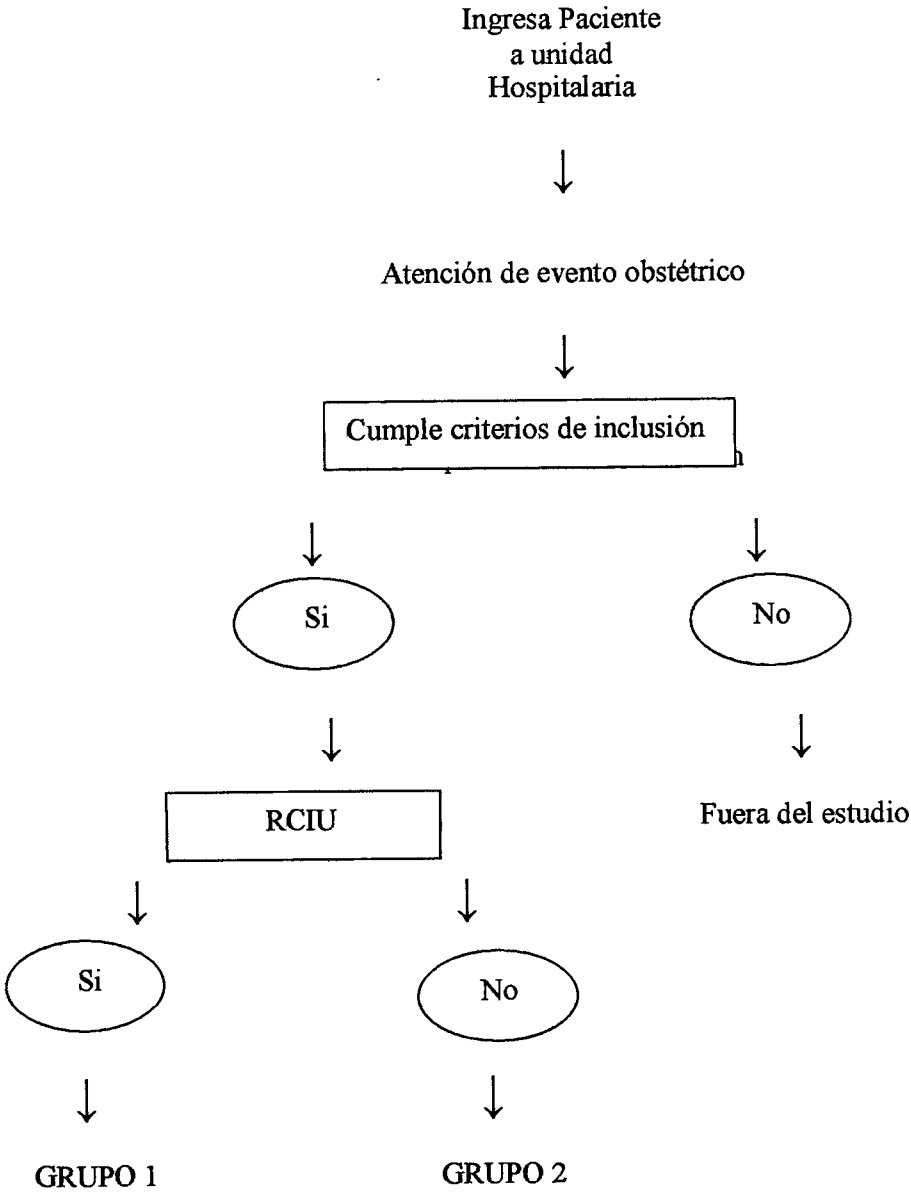 Ingresa Paciente
a unidad
Hospitalaria
Atención de evento obstétrico
Cumple criterios de inclusión
Si
No
RCIU
Fuera del estudio
Si
No
GRUPO 1
GRUPO 2